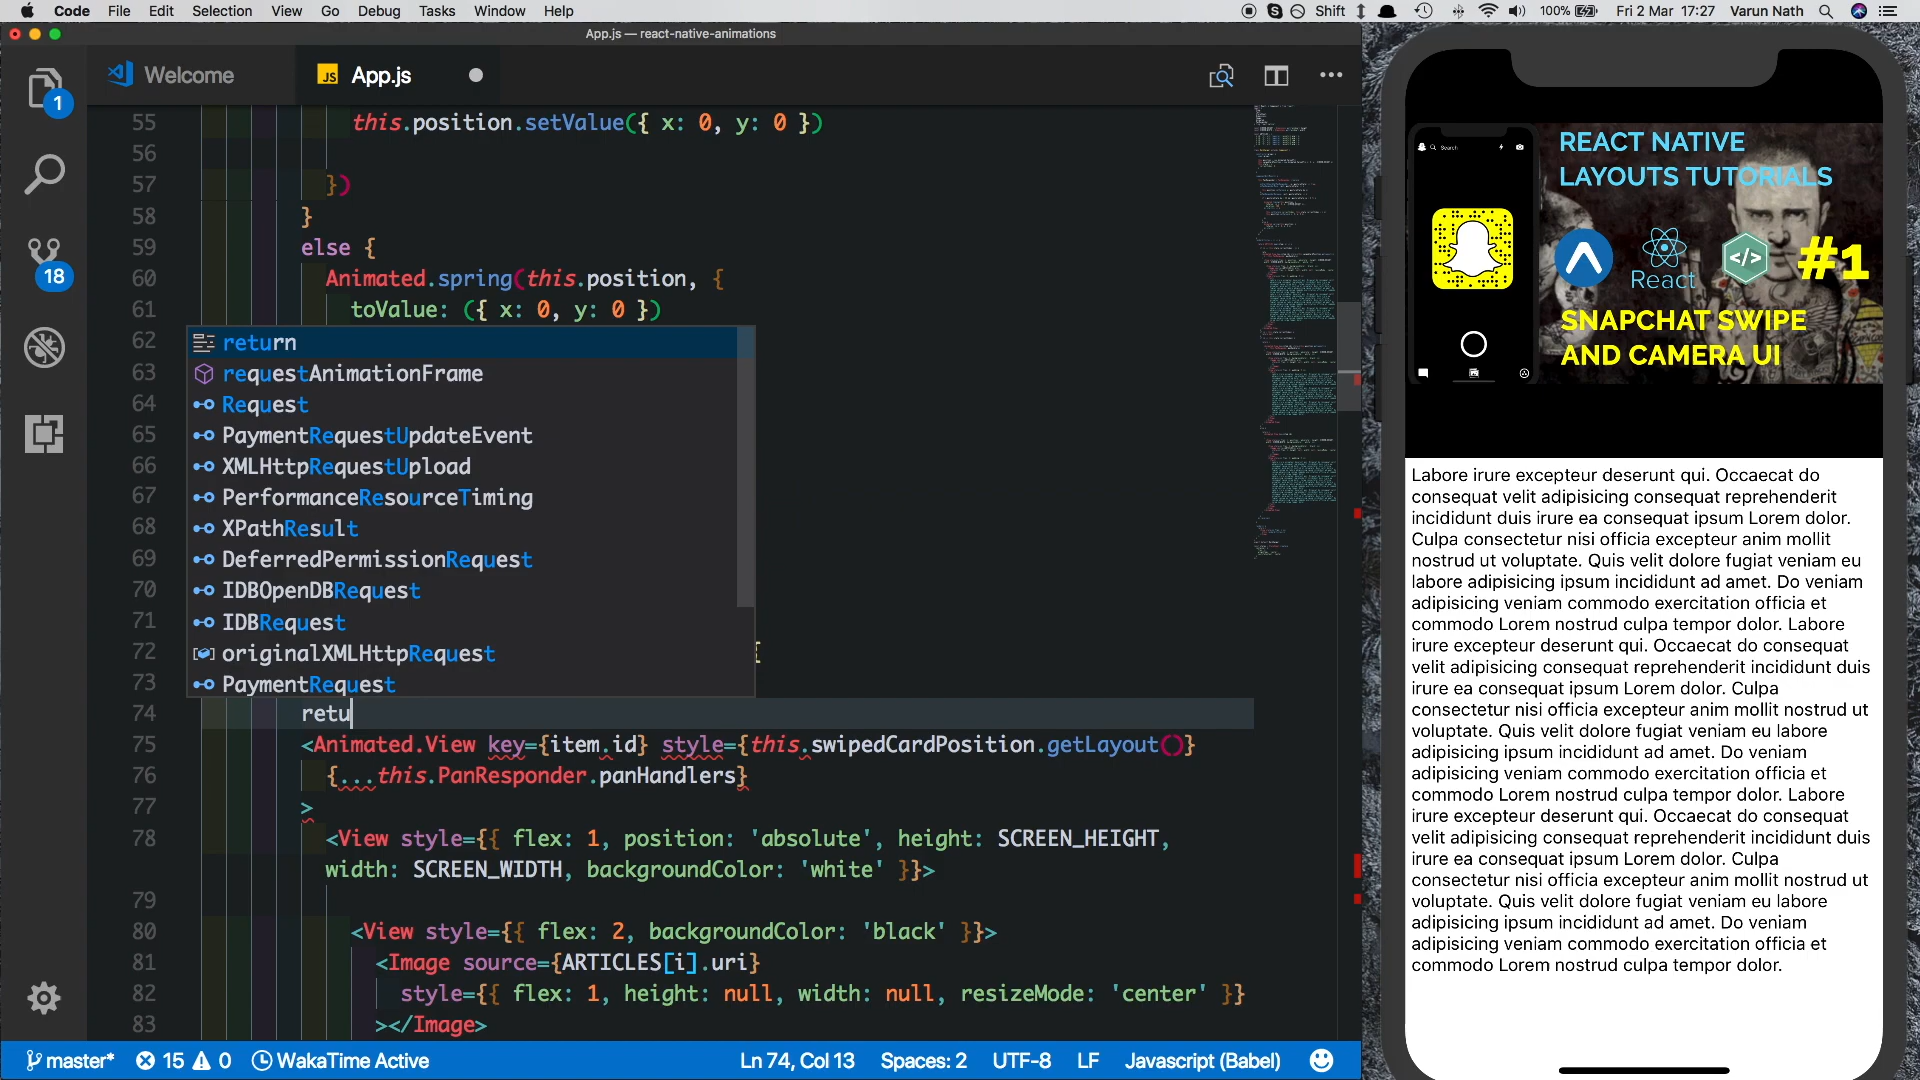 Code File Edit Selection View Go Debug Tasks Window Help
Shift 100% Fri 2 Mar 17:27 Varun Nath
App.js — react-native-animations
Welcome
JS App.js
1
18
55 this.position.setValue({ x: 0, y: 0 })
56
57 })
58 }
59 else {
60 Animated.spring(this.position, {
61 toValue: ({ x: 0, y: 0 })
62 return
63 requestAnimationFrame
64 Request
65 PaymentRequestUpdateEvent
66 XMLHttpRequestUpload
67 PerformanceResourceTiming
68 XPathResult
69 DeferredPermissionRequest
70 IDBOpenDBRequest
71 IDBRequest
72 originalXMLHttpRequest {
73 PaymentRequest
74 retu
75 <Animated.View key={item.id} style={this.swipedCardPosition.getLayout()}
76 {...this.PanResponder.panHandlers}
77 >
78 <View style={{ flex: 1, position: 'absolute', height: SCREEN_HEIGHT,
width: SCREEN_WIDTH, backgroundColor: 'white' }}>
79
80 <View style={{ flex: 2, backgroundColor: 'black' }}>
81 <Image source={ARTICLES[i].uri}
82 style={{ flex: 1, height: null, width: null, resizeMode: 'center' }}
83 ></Image>
master* 15 0 WakaTime Active Ln 74, Col 13 Spaces: 2 UTF-8 LF Javascript (Babel)
Search
REACT NATIVE
LAYOUTS TUTORIALS
React
</>
#1
SNAPCHAT SWIPE
AND CAMERA UI
Labore irure excepteur deserunt qui. Occaecat do
consequat velit adipisicing consequat reprehenderit
incididunt duis irure ea consequat ipsum Lorem dolor.
Culpa consectetur nisi officia excepteur anim mollit
nostrud ut voluptate. Quis velit dolore fugiat veniam eu
labore adipisicing ipsum incididunt ad amet. Do veniam
adipisicing veniam commodo exercitation officia et
commodo Lorem nostrud culpa tempor dolor. Labore
irure excepteur deserunt qui. Occaecat do consequat
velit adipisicing consequat reprehenderit incididunt duis
irure ea consequat ipsum Lorem dolor. Culpa
consectetur nisi officia excepteur anim mollit nostrud ut
voluptate. Quis velit dolore fugiat veniam eu labore
adipisicing ipsum incididunt ad amet. Do veniam
adipisicing veniam commodo exercitation officia et
commodo Lorem nostrud culpa tempor dolor. Labore
irure excepteur deserunt qui. Occaecat do consequat
velit adipisicing consequat reprehenderit incididunt duis
irure ea consequat ipsum Lorem dolor. Culpa
consectetur nisi officia excepteur anim mollit nostrud ut
voluptate. Quis velit dolore fugiat veniam eu labore
adipisicing ipsum incididunt ad amet. Do veniam
adipisicing veniam commodo exercitation officia et
commodo Lorem nostrud culpa tempor dolor.